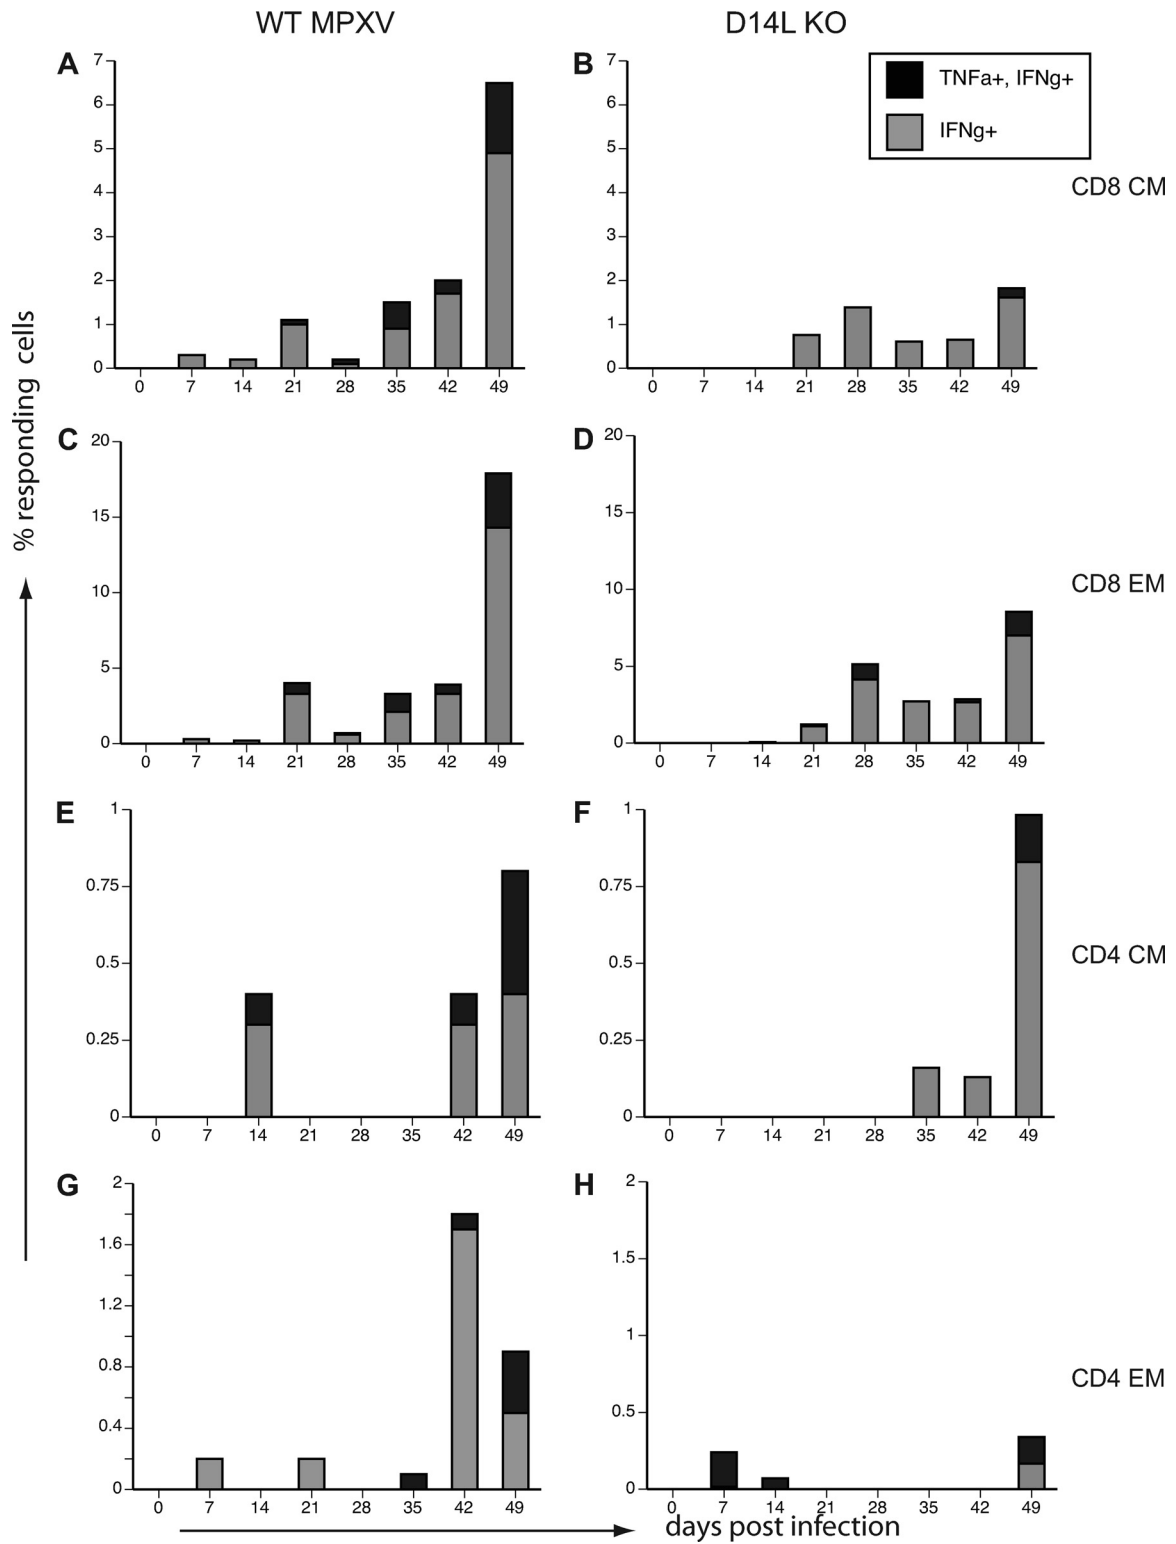 WT MPXV D14L KO
A
7
6
5
4
3
2
1
0
0 7 14 21 28 35 42 49
B
7
6
5
4
3
2
1
0
0 7 14 21 28 35 42 49
TNFa+, IFNg+
IFNg+
CD8 CM
% responding cells
C
20
15
10
5
0
0 7 14 21 28 35 42 49
D
20
15
10
5
0
0 7 14 21 28 35 42 49
CD8 EM
E
1
0.75
0.5
0.25
0
0 7 14 21 28 35 42 49
F
1
0.75
0.5
0.25
0
0 7 14 21 28 35 42 49
CD4 CM
G
2
1.6
1.2
0.8
0.4
0
0 7 14 21 28 35 42 49
H
2
1.5
1
0.5
0
0 7 14 21 28 35 42 49
CD4 EM
days post infection